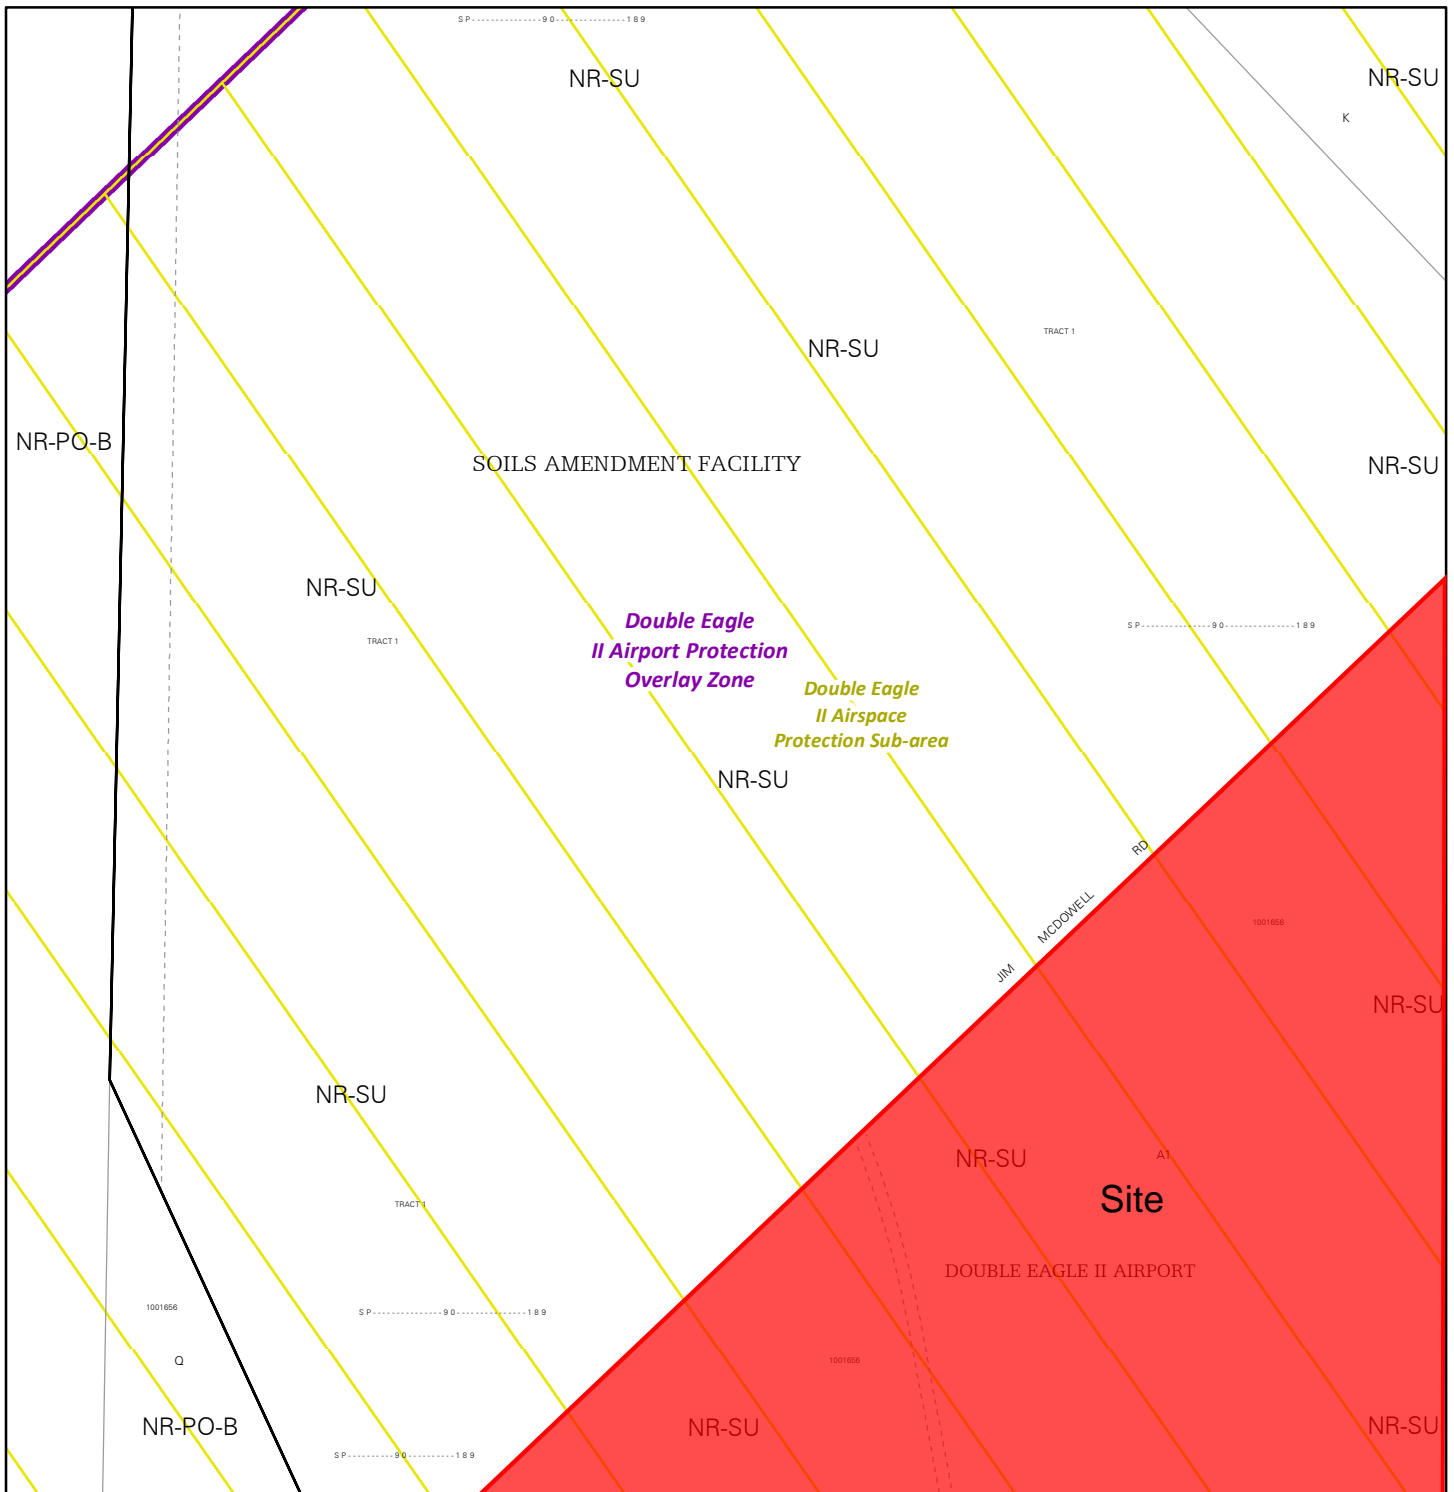 SP 90 189
NR-SU
NR-SU
K
TRACT 1
NR-SU
NR-PO-B
SOILS AMENDMENT FACILITY
NR-SU
NR-SU
Double Eagle
II Airport Protection
Overlay Zone
SP 90 189
TRACT 1
Double Eagle
II Airspace
Protection Sub-area
NR-SU
JIM MCDOWELL RD
1001656
NR-SU
NR-SU
NR-SU
A1
Site
TRACT 1
DOUBLE EAGLE II AIRPORT
1001656
SP 90 189
Q
1001656
NR-PO-B
NR-SU
NR-SU
SP 90 189